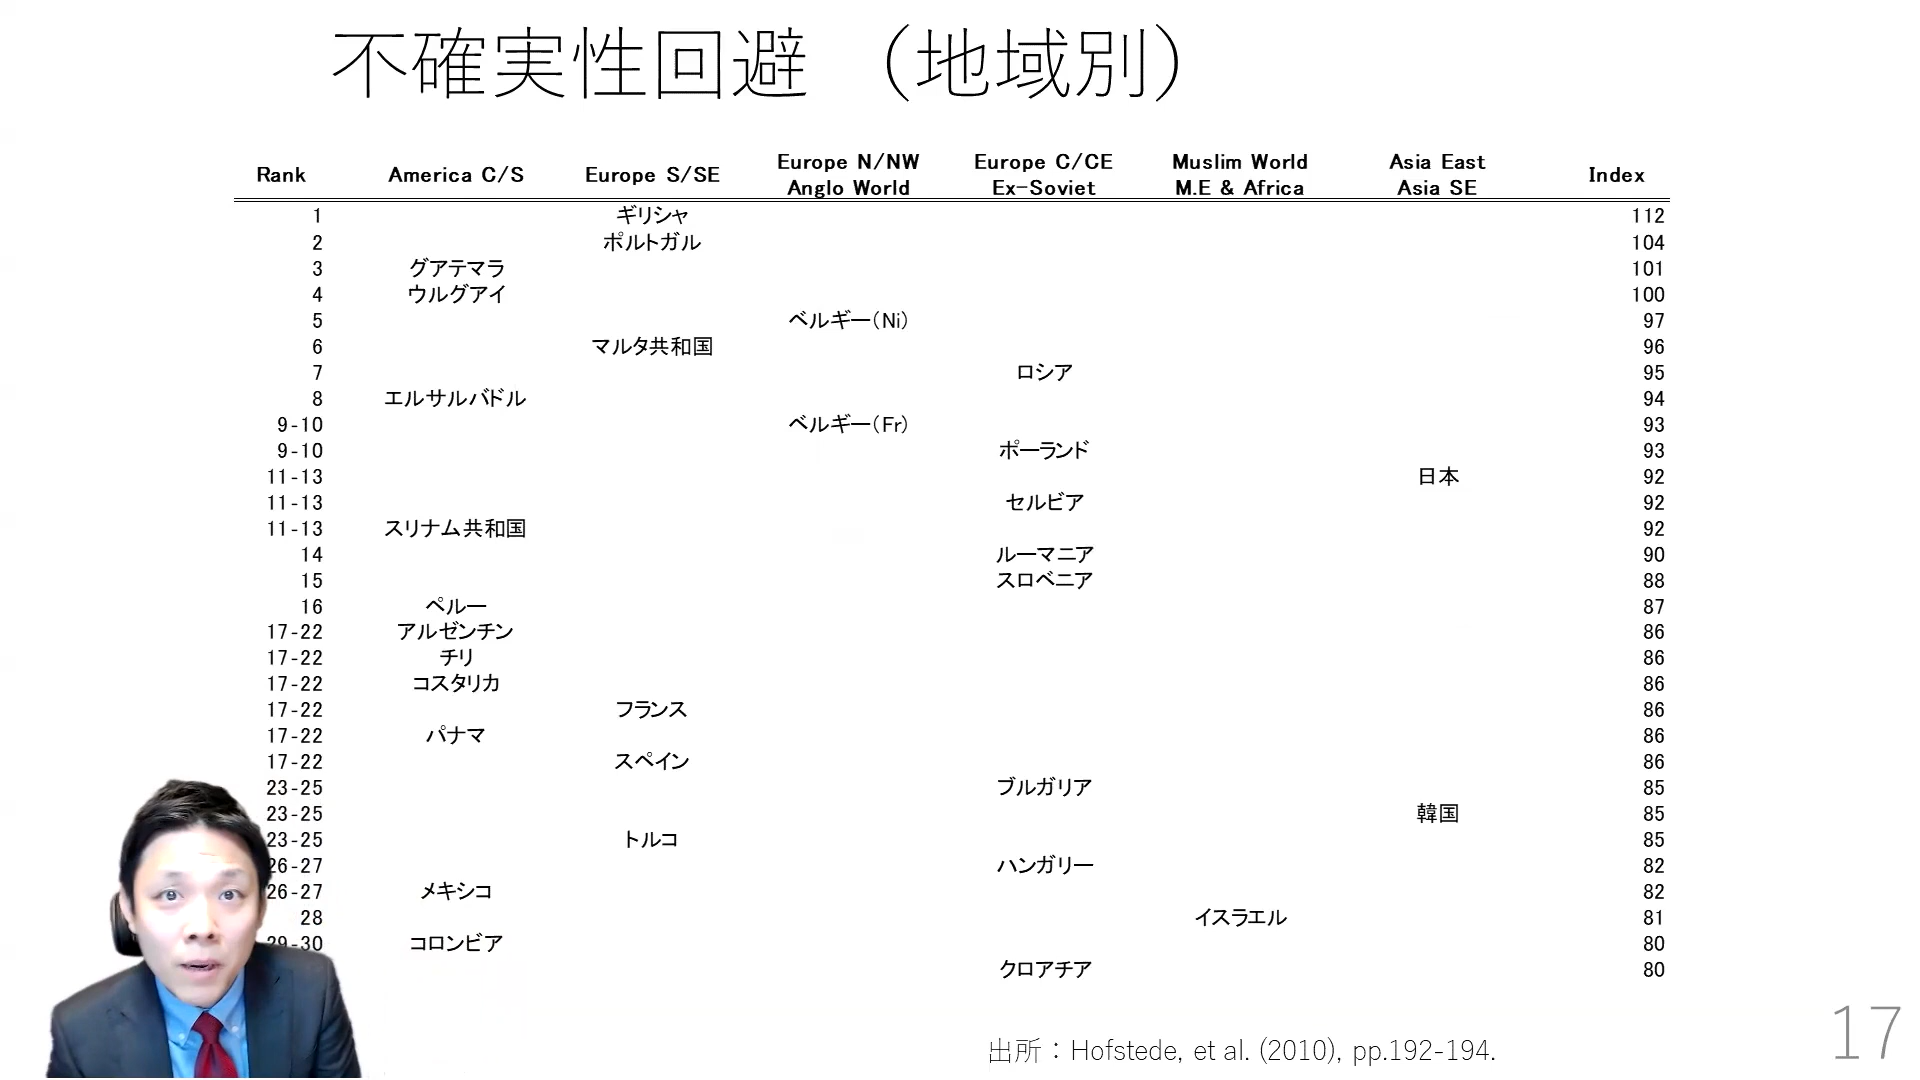 不確実性回避 （地域別）
Rank America C/S Europe S/SE Europe N/NW Anglo World Europe C/CE Ex-Soviet Muslim World M.E & Africa Asia East Asia SE Index
1 ギリシャ 112
2 ポルトガル 104
3 グアテマラ 101
4 ウルグアイ 100
5 ベルギー（Ni） 97
6 マルタ共和国 96
7 ロシア 95
8 エルサルバドル 94
9-10 ベルギー（Fr） 93
9-10 ポーランド 93
11-13 日本 92
11-13 セルビア 92
11-13 スリナム共和国 92
14 ルーマニア 90
15 スロベニア 88
16 ペルー 87
17-22 アルゼンチン 86
17-22 チリ 86
17-22 コスタリカ 86
17-22 フランス 86
17-22 パナマ 86
17-22 スペイン 86
23-25 ブルガリア 85
23-25 韓国 85
23-25 トルコ 85
26-27 ハンガリー 82
26-27 メキシコ 82
28 イスラエル 81
29-30 コロンビア 80
クロアチア 80
出所：Hofstede, et al. (2010), pp.192-194.
17